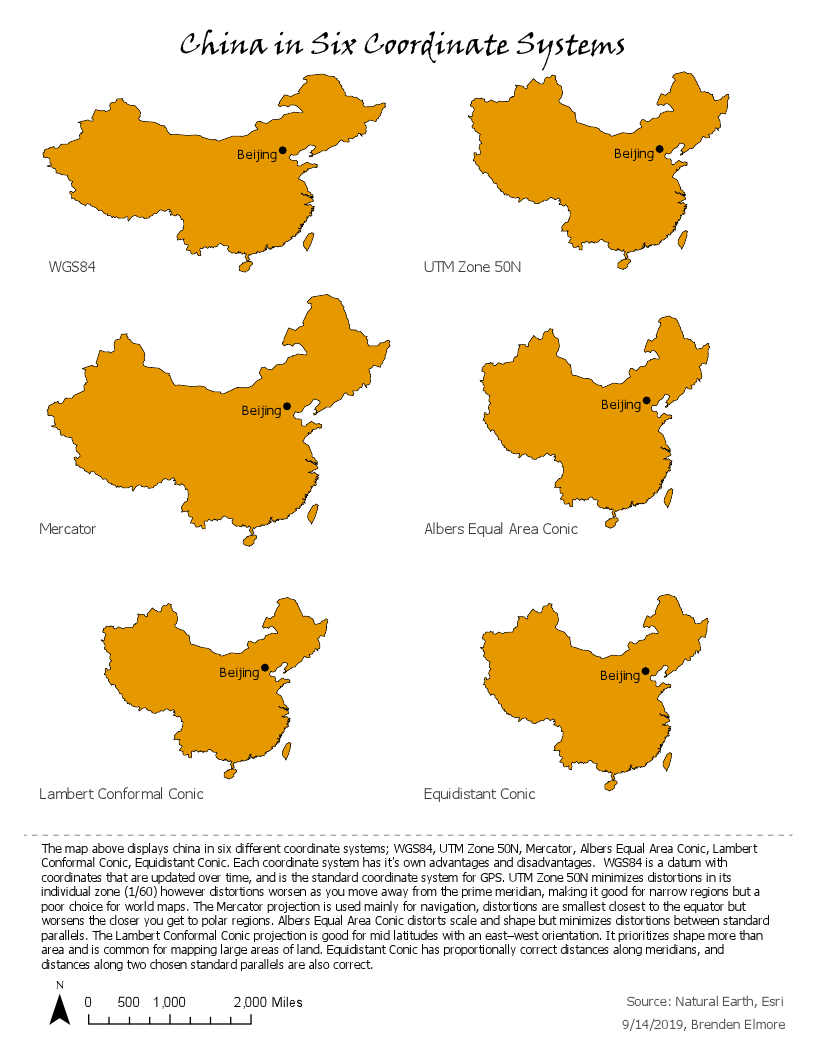 China in Six Coordinate Systems
Beijing
Beijing
WGS84
UTM Zone 50N
Beijing
Beijing
Mercator
Albers Equal Area Conic
Beijing
Beijing
Lambert Conformal Conic
Equidistant Conic
The map above displays china in six different coordinate systems; WGS84, UTM Zone 50N, Mercator, Albers Equal Area Conic, Lambert
Conformal Conic, Equidistant Conic. Each coordinate system has it's own advantages and disadvantages.  WGS84 is a datum with
coordinates that are updated over time, and is the standard coordinate system for GPS. UTM Zone 50N minimizes distortions in its
individual zone (1/60) however distortions worsen as you move away from the prime meridian, making it good for narrow regions but a
poor choice for world maps. The Mercator projection is used mainly for navigation, distortions are smallest closest to the equator but
worsens the closer you get to polar regions. Albers Equal Area Conic distorts scale and shape but minimizes distortions between standard
parallels. The Lambert Conformal Conic projection is good for mid latitudes with an east–west orientation. It prioritizes shape more than
area and is common for mapping large areas of land. Equidistant Conic has proportionally correct distances along meridians, and
distances along two chosen standard parallels are also correct.
N
0 500 1,000 2,000 Miles
Source: Natural Earth, Esri
9/14/2019, Brenden Elmore